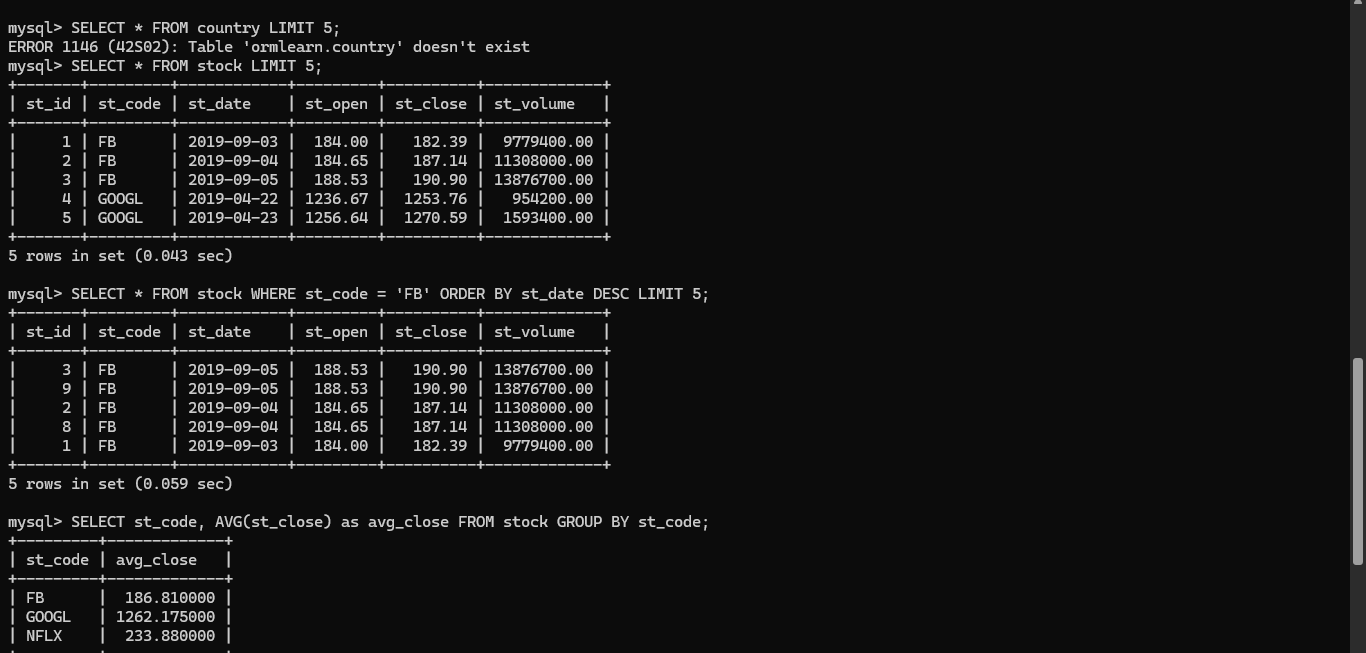 mysql> SELECT * FROM country LIMIT 5;
ERROR 1146 (42S02): Table 'ormlearn.country' doesn't exist
mysql> SELECT * FROM stock LIMIT 5;
+-------+---------+------------+---------+----------+-------------+
| st_id | st_code | st_date    | st_open | st_close | st_volume   |
+-------+---------+------------+---------+----------+-------------+
|     1 | FB      | 2019-09-03 |  184.00 |   182.39 |  9779400.00 |
|     2 | FB      | 2019-09-04 |  184.65 |   187.14 | 11308000.00 |
|     3 | FB      | 2019-09-05 |  188.53 |   190.90 | 13876700.00 |
|     4 | GOOGL   | 2019-04-22 | 1236.67 |  1253.76 |   954200.00 |
|     5 | GOOGL   | 2019-04-23 | 1256.64 |  1270.59 |  1593400.00 |
+-------+---------+------------+---------+----------+-------------+
5 rows in set (0.043 sec)
mysql> SELECT * FROM stock WHERE st_code = 'FB' ORDER BY st_date DESC LIMIT 5;
+-------+---------+------------+---------+----------+-------------+
| st_id | st_code | st_date    | st_open | st_close | st_volume   |
+-------+---------+------------+---------+----------+-------------+
|     3 | FB      | 2019-09-05 |  188.53 |   190.90 | 13876700.00 |
|     9 | FB      | 2019-09-05 |  188.53 |   190.90 | 13876700.00 |
|     2 | FB      | 2019-09-04 |  184.65 |   187.14 | 11308000.00 |
|     8 | FB      | 2019-09-04 |  184.65 |   187.14 | 11308000.00 |
|     1 | FB      | 2019-09-03 |  184.00 |   182.39 |  9779400.00 |
+-------+---------+------------+---------+----------+-------------+
5 rows in set (0.059 sec)
mysql> SELECT st_code, AVG(st_close) as avg_close FROM stock GROUP BY st_code;
+---------+-------------+
| st_code | avg_close   |
+---------+-------------+
| FB      |  186.810000 |
| GOOGL   | 1262.175000 |
| NFLX    |  233.880000 |